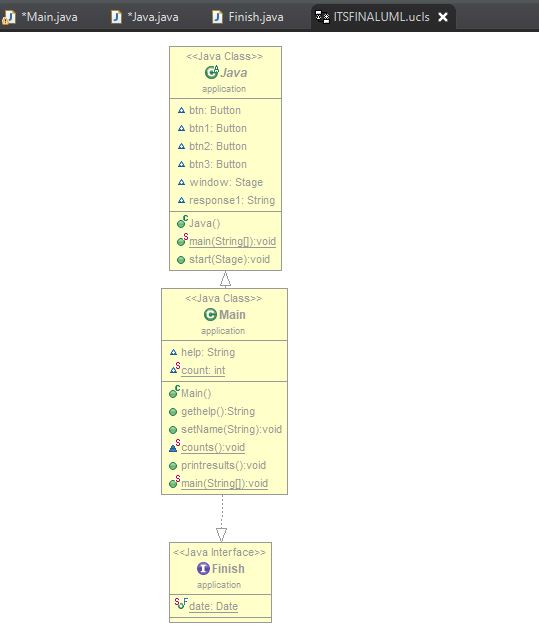 *Main.java *Java.java Finish.java ITSFINALUML.ucls
<<Java Class>>
Java
application
btn: Button
btn1: Button
btn2: Button
btn3: Button
window: Stage
response1: String
Java()
main(String[]):void
start(Stage):void
<<Java Class>>
Main
application
help: String
count: int
Main()
gethelp():String
setName(String):void
counts():void
printresults():void
main(String[]):void
<<Java Interface>>
Finish
application
date: Date